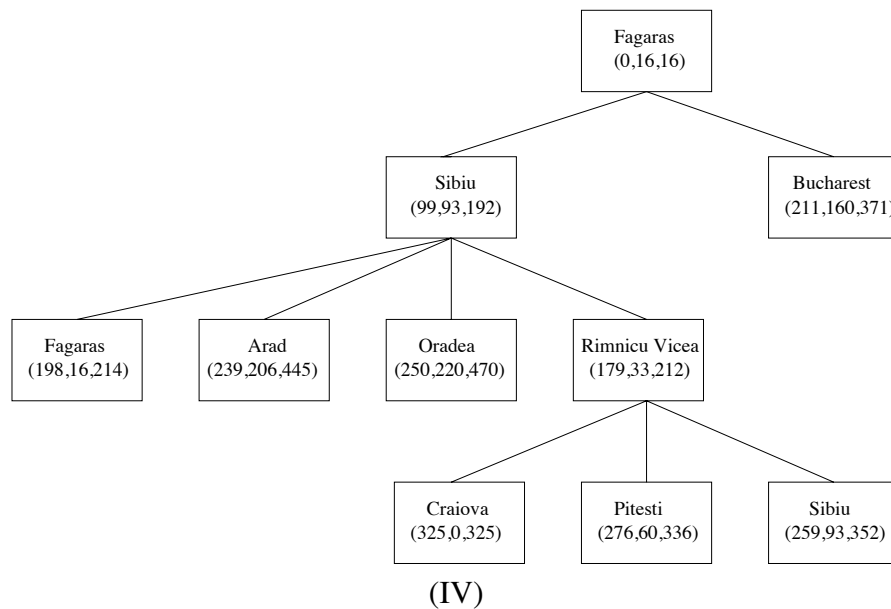 Fagaras
(0,16,16)
Sibiu
(99,93,192)
Bucharest
(211,160,371)
Fagaras
(198,16,214)
Arad
(239,206,445)
Oradea
(250,220,470)
Rimnicu Vicea
(179,33,212)
Craiova
(325,0,325)
Pitesti
(276,60,336)
Sibiu
(259,93,352)
(IV)